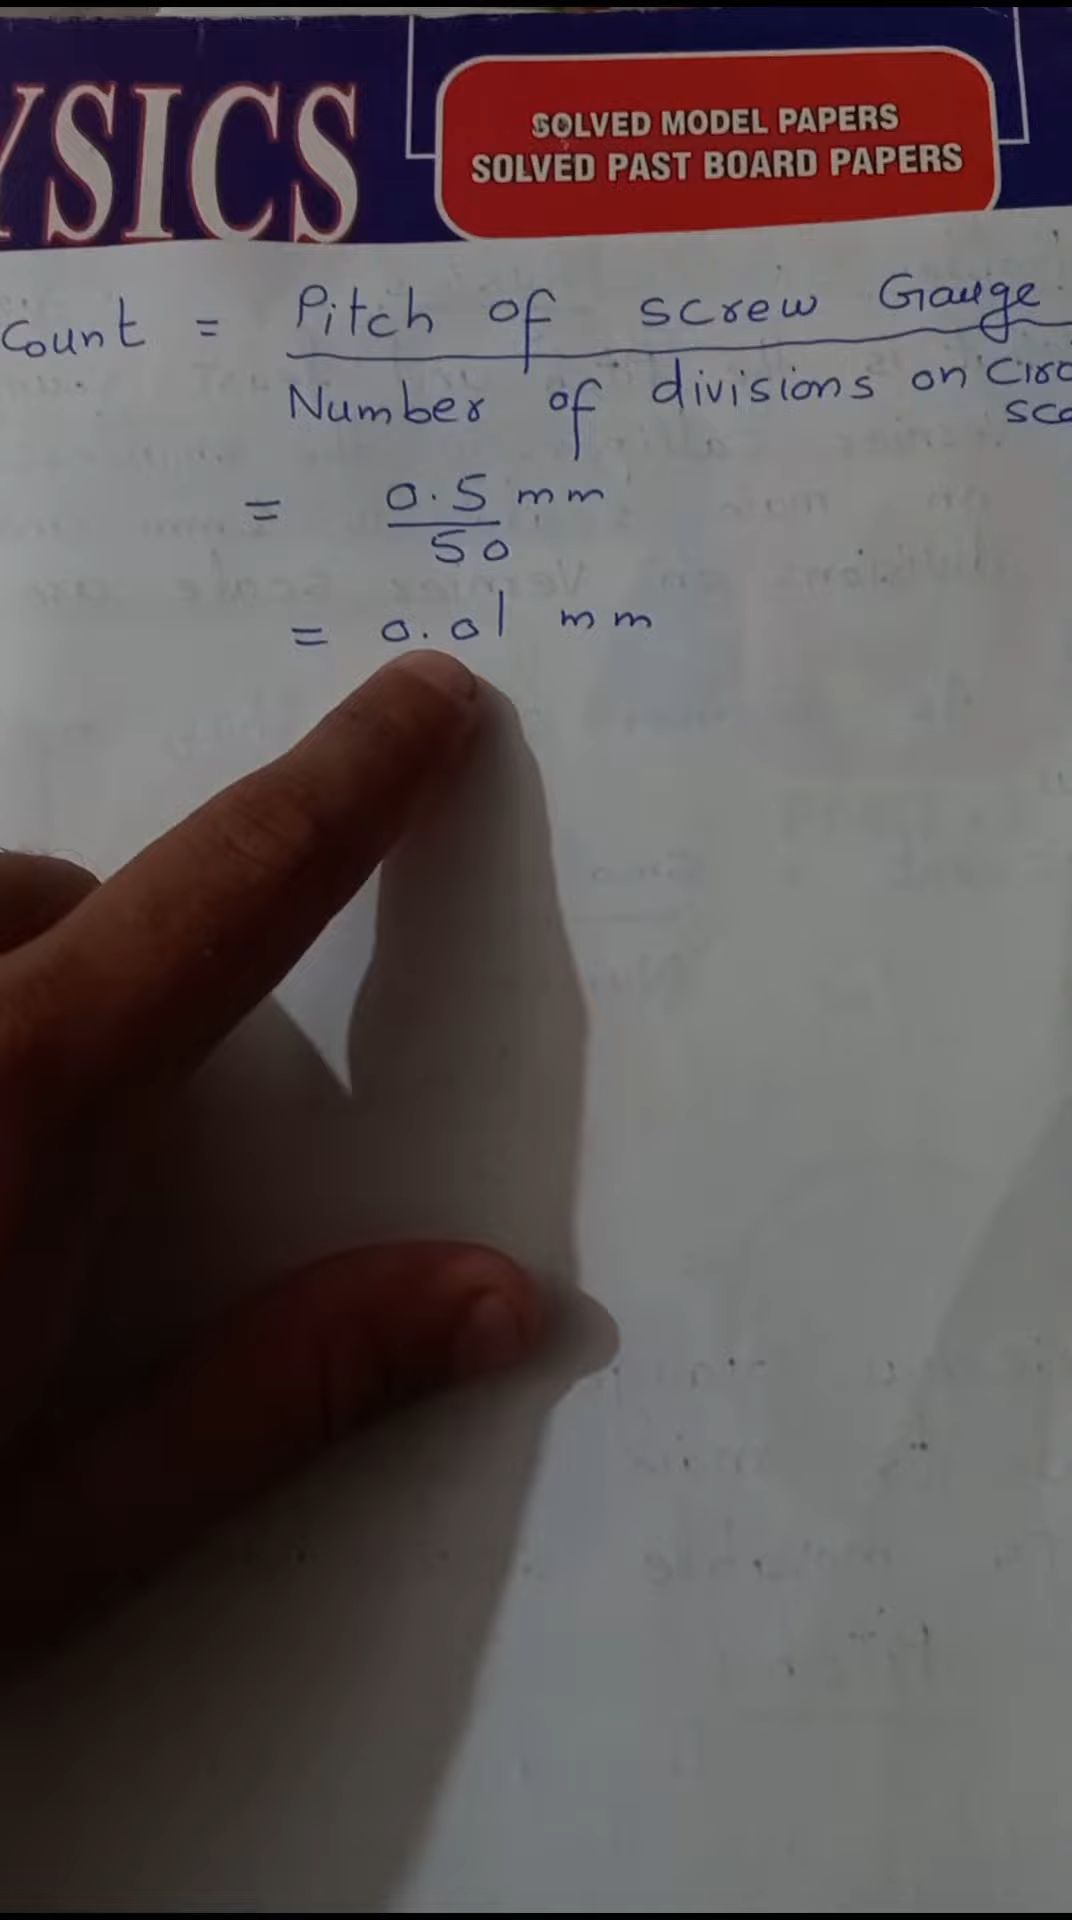 YSICS
SOLVED MODEL PAPERS
SOLVED PAST BOARD PAPERS
Count = Pitch of screw Gauge
Number of divisions on
= 0.5 mm
50
= 0.01 mm